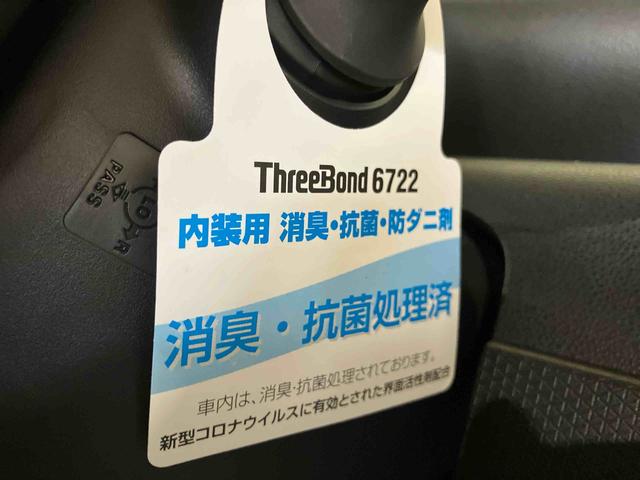 ThreeBond 6722
内装用 消臭・抗菌・防ダニ剤
消臭・抗菌処理済
車内は、消臭・抗菌処理されております。
新型コロナウイルスに有効とされた界面活性剤配合
PASS
LO
R